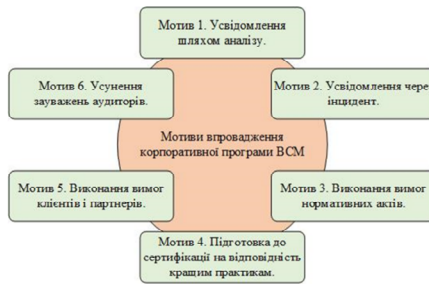 Мотив 1. Усвідомлення
шляхом аналізу.
Мотив 6. Усунення
зауважень аудиторів.
Мотив 2. Усвідомлення чере
інцидент.
Мотиви впровадження
корпоративної програми BCM
Мотив 5. Виконання вимог
клієнтів і партнерів.
Мотив 3. Виконання вимог
нормативних актів.
Мотив 4. Підготовка до
сертифікації на відповідність
кращим практикам.